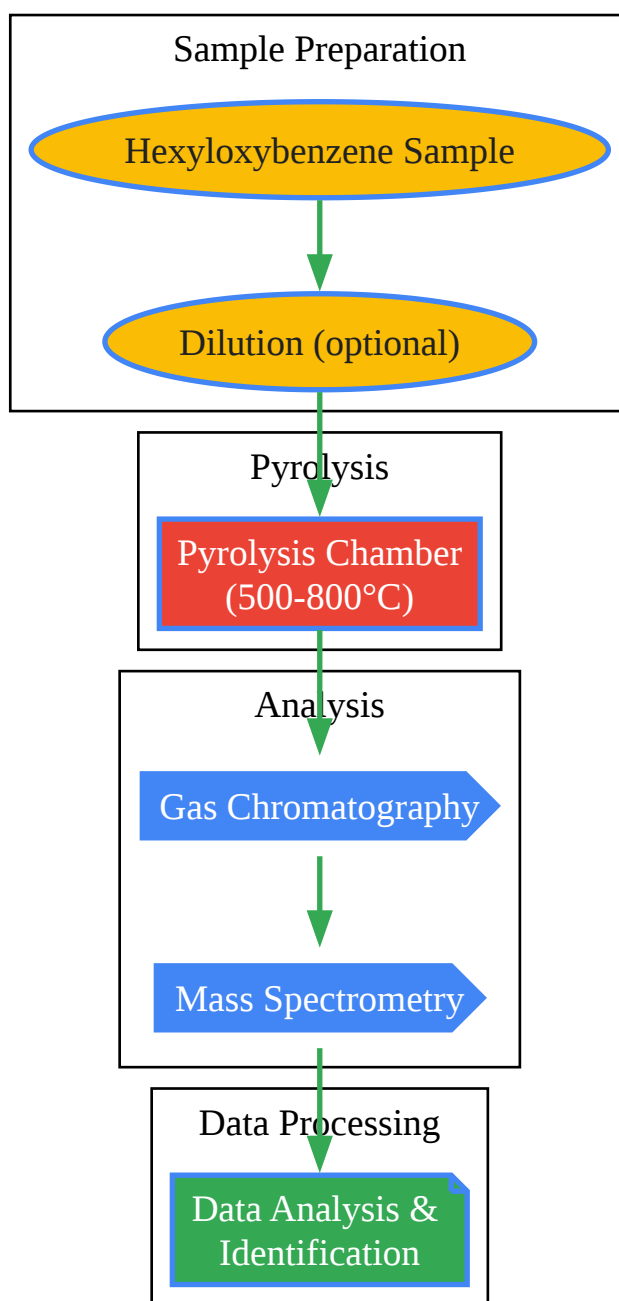 Sample Preparation
Hexyloxybenzene Sample
Dilution (optional)
Pyrolysis
Pyrolysis Chamber
(500-800°C)
Analysis
Gas Chromatography
Mass Spectrometry
Data Processing
Data Analysis &
Identification